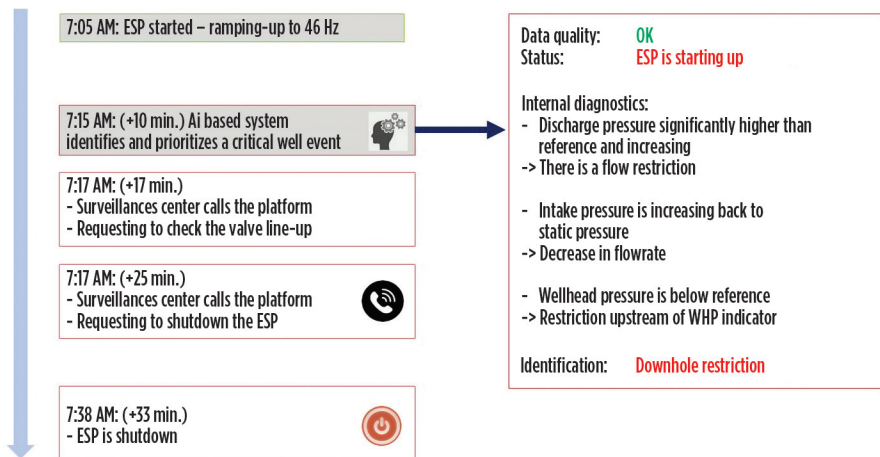 7:05 AM: ESP started – ramping-up to 46 Hz
7:15 AM: (+10 min.) Ai based system
identifies and prioritizes a critical well event
7:17 AM: (+17 min.)
- Surveillances center calls the platform
- Requesting to check the valve line-up
7:17 AM: (+25 min.)
- Surveillances center calls the platform
- Requesting to shutdown the ESP
7:38 AM: (+33 min.)
- ESP is shutdown
Data quality: OK
Status: ESP is starting up
Internal diagnostics:
- Discharge pressure significantly higher than
reference and increasing
-> There is a flow restriction
- Intake pressure is increasing back to
static pressure
-> Decrease in flowrate
- Wellhead pressure is below reference
-> Restriction upstream of WHP indicator
Identification: Downhole restriction